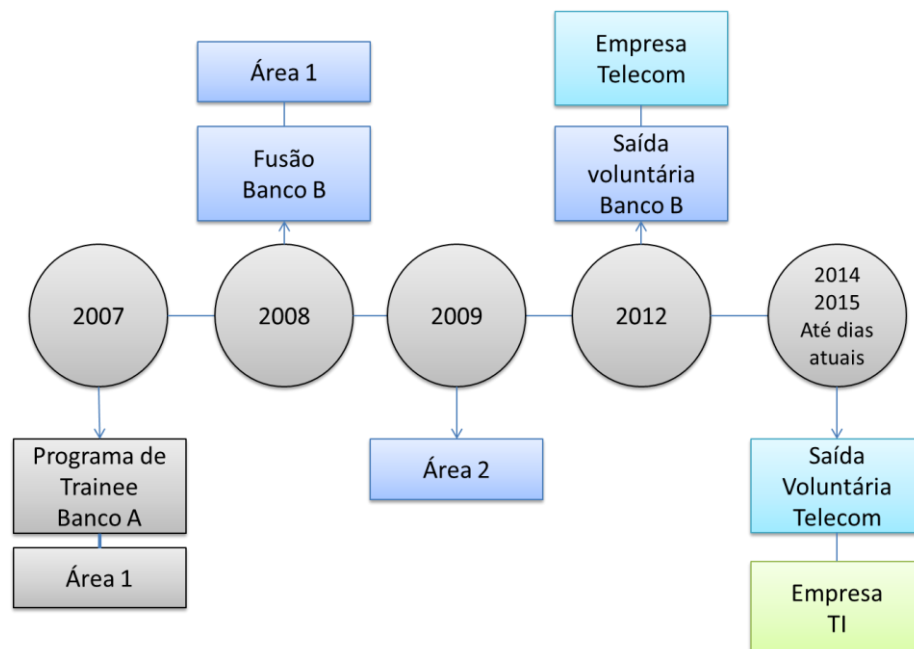 Área 1
Fusão
Banco B
Empresa
Telecom
Saída
voluntária
Banco B
2007
2008
2009
2012
2014
2015
Até dias
atuais
Programa de
Trainee
Banco A
Área 1
Área 2
Saída
Voluntária
Telecom
Empresa
TI